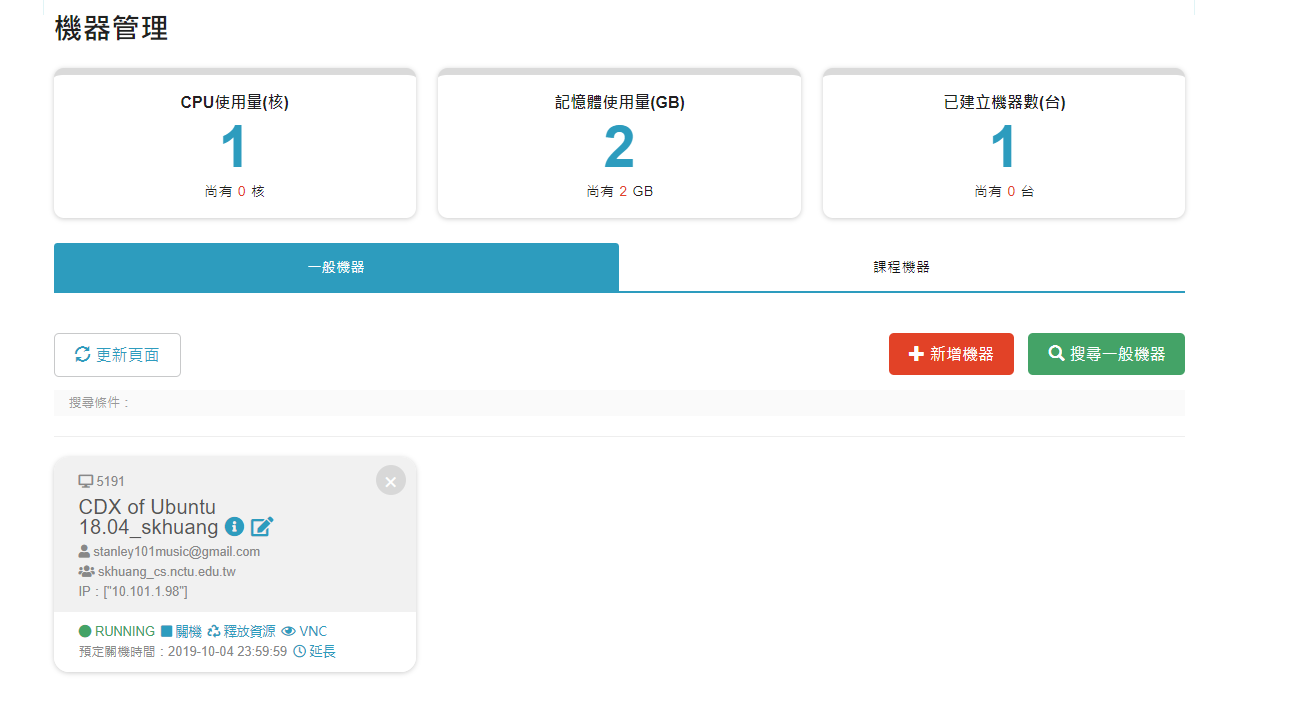 機器管理
CPU使用量(核)
1
尚有 0 核
記憶體使用量(GB)
2
尚有 2 GB
已建立機器數(台)
1
尚有 0 台
一般機器
課程機器
更新頁面
新增機器
搜尋一般機器
搜尋條件：
5191
CDX of Ubuntu
18.04_skhuang
stanley101music@gmail.com
skhuang_cs.nctu.edu.tw
IP：["10.101.1.98"]
RUNNING 關機 釋放資源 VNC
預定關機時間：2019-10-04 23:59:59 延長